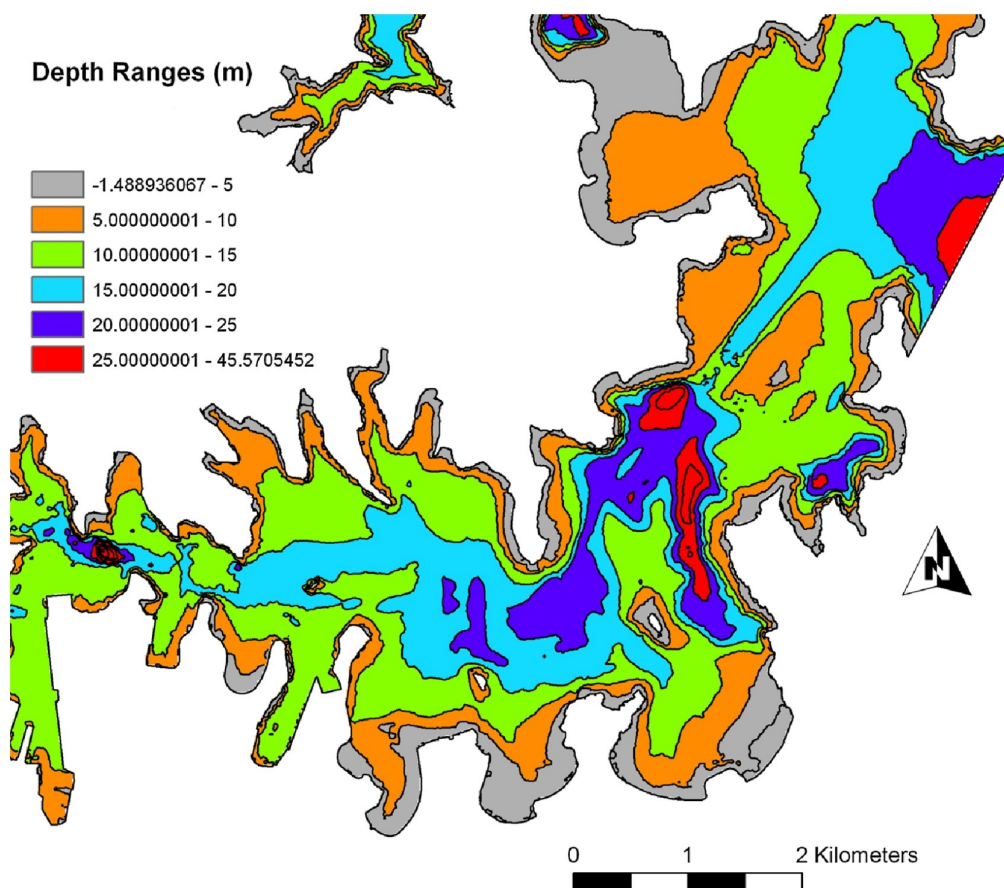 Depth Ranges (m)
-1.488936067 - 5
5.000000001 - 10
10.00000001 - 15
15.00000001 - 20
20.00000001 - 25
25.00000001 - 45.5705452
N
0 1 2 Kilometers